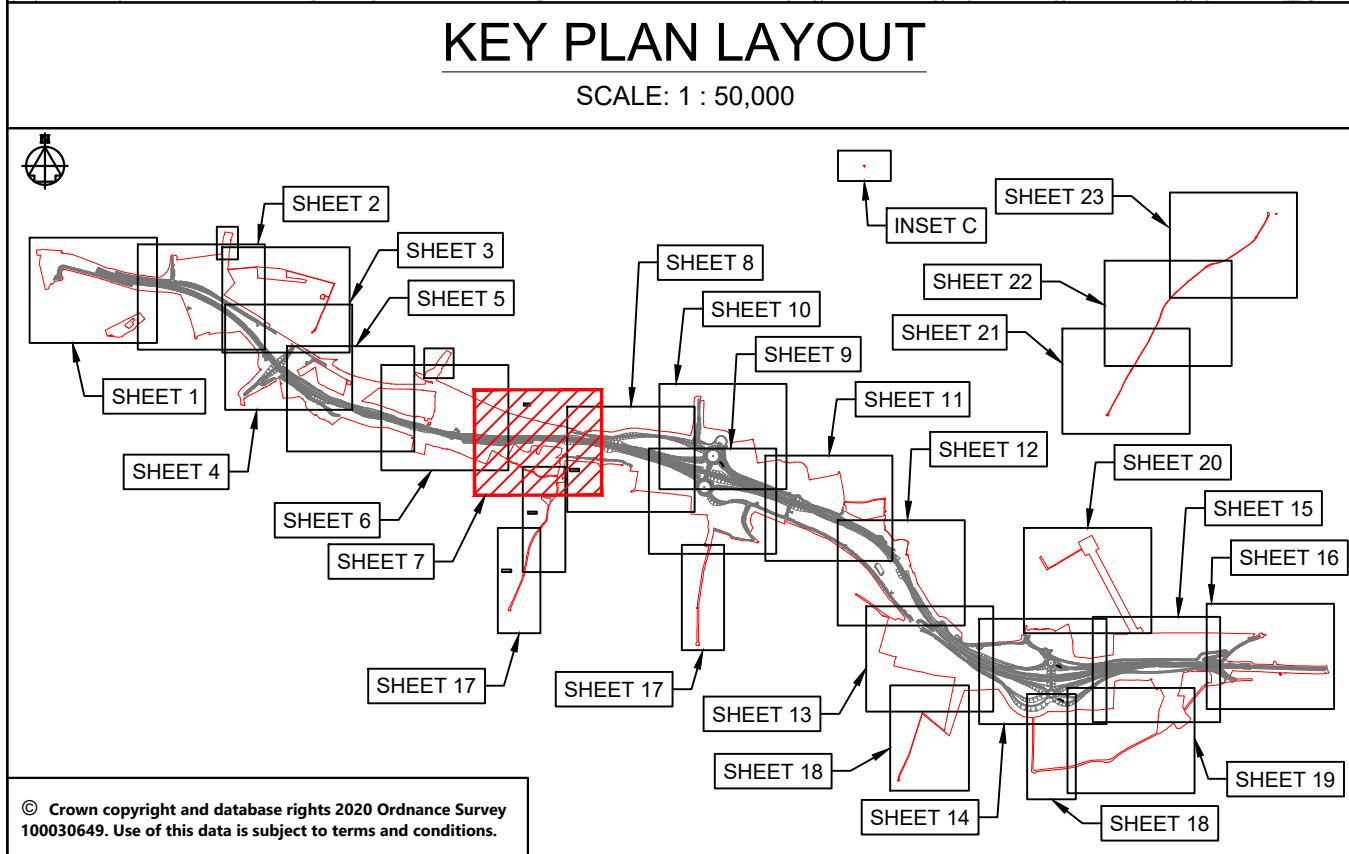 KEY PLAN LAYOUT
SCALE: 1 : 50,000
INSET C
SHEET 23
SHEET 2
SHEET 3
SHEET 8
SHEET 22
SHEET 5
SHEET 10
SHEET 21
SHEET 9
SHEET 1
SHEET 11
SHEET 12
SHEET 4
SHEET 20
SHEET 15
SHEET 6
SHEET 16
SHEET 7
SHEET 17
SHEET 17
SHEET 13
SHEET 18
SHEET 19
SHEET 14
SHEET 18
© Crown copyright and database rights 2020 Ordnance Survey
100030649. Use of this data is subject to terms and conditions.